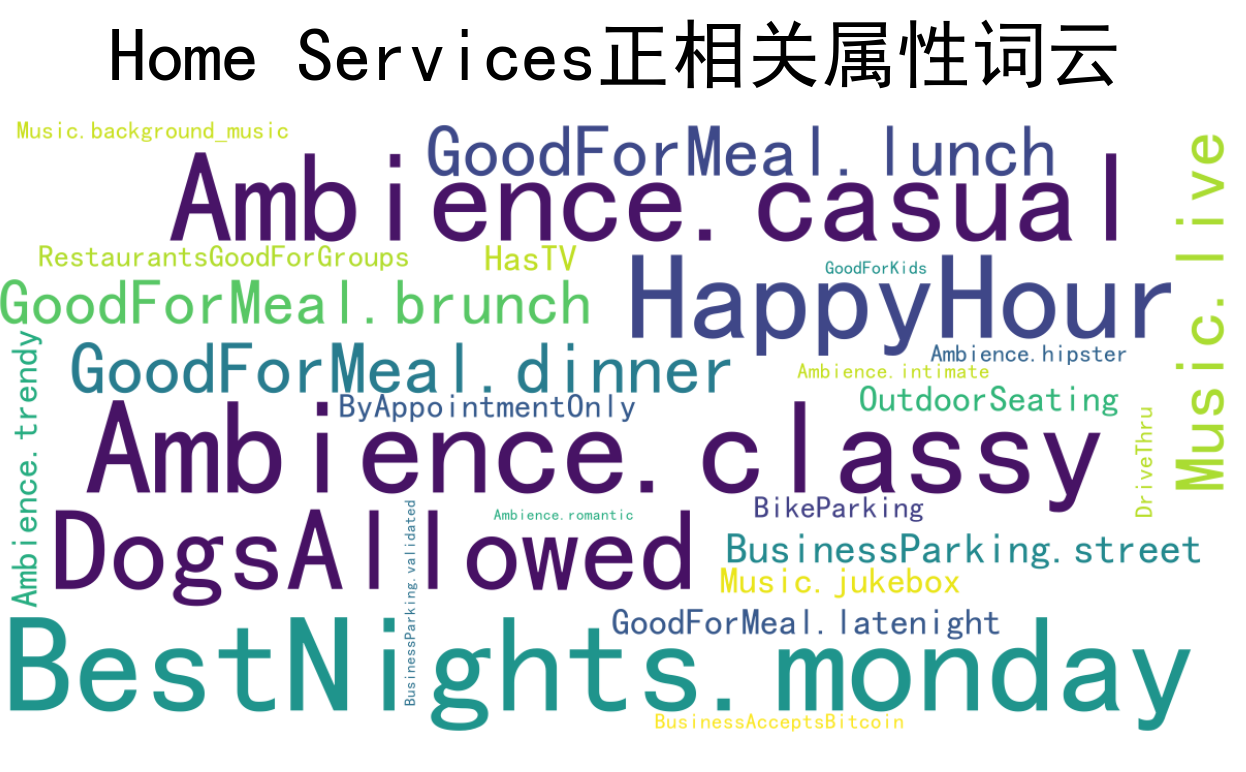 Home Services正相关属性词云
Music.background_music
GoodForMeal.lunch
Ambience.casual
Music.live
RestaurantsGoodForGroups
HasTV
GoodForKids
GoodForMeal.brunch
HappyHour
Ambience.trendy
GoodForMeal.dinner
Ambience.hipster
Ambience.intimate
ByAppointmentOnly
OutdoorSeating
Ambience.classy
DriveThru
BikeParking
DogsAllowed
BusinessParking.validated
Ambience.romantic
BusinessParking.street
Music.jukebox
GoodForMeal.latenight
BestNights.monday
BusinessAcceptsBitcoin